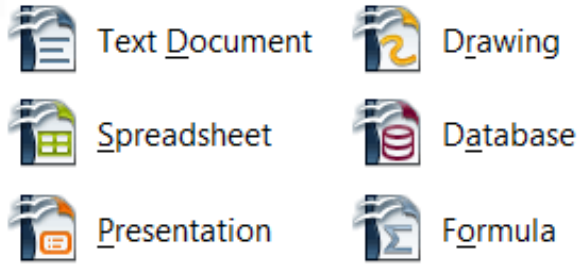 Text Document
Drawing
Spreadsheet
Database
Presentation
Formula